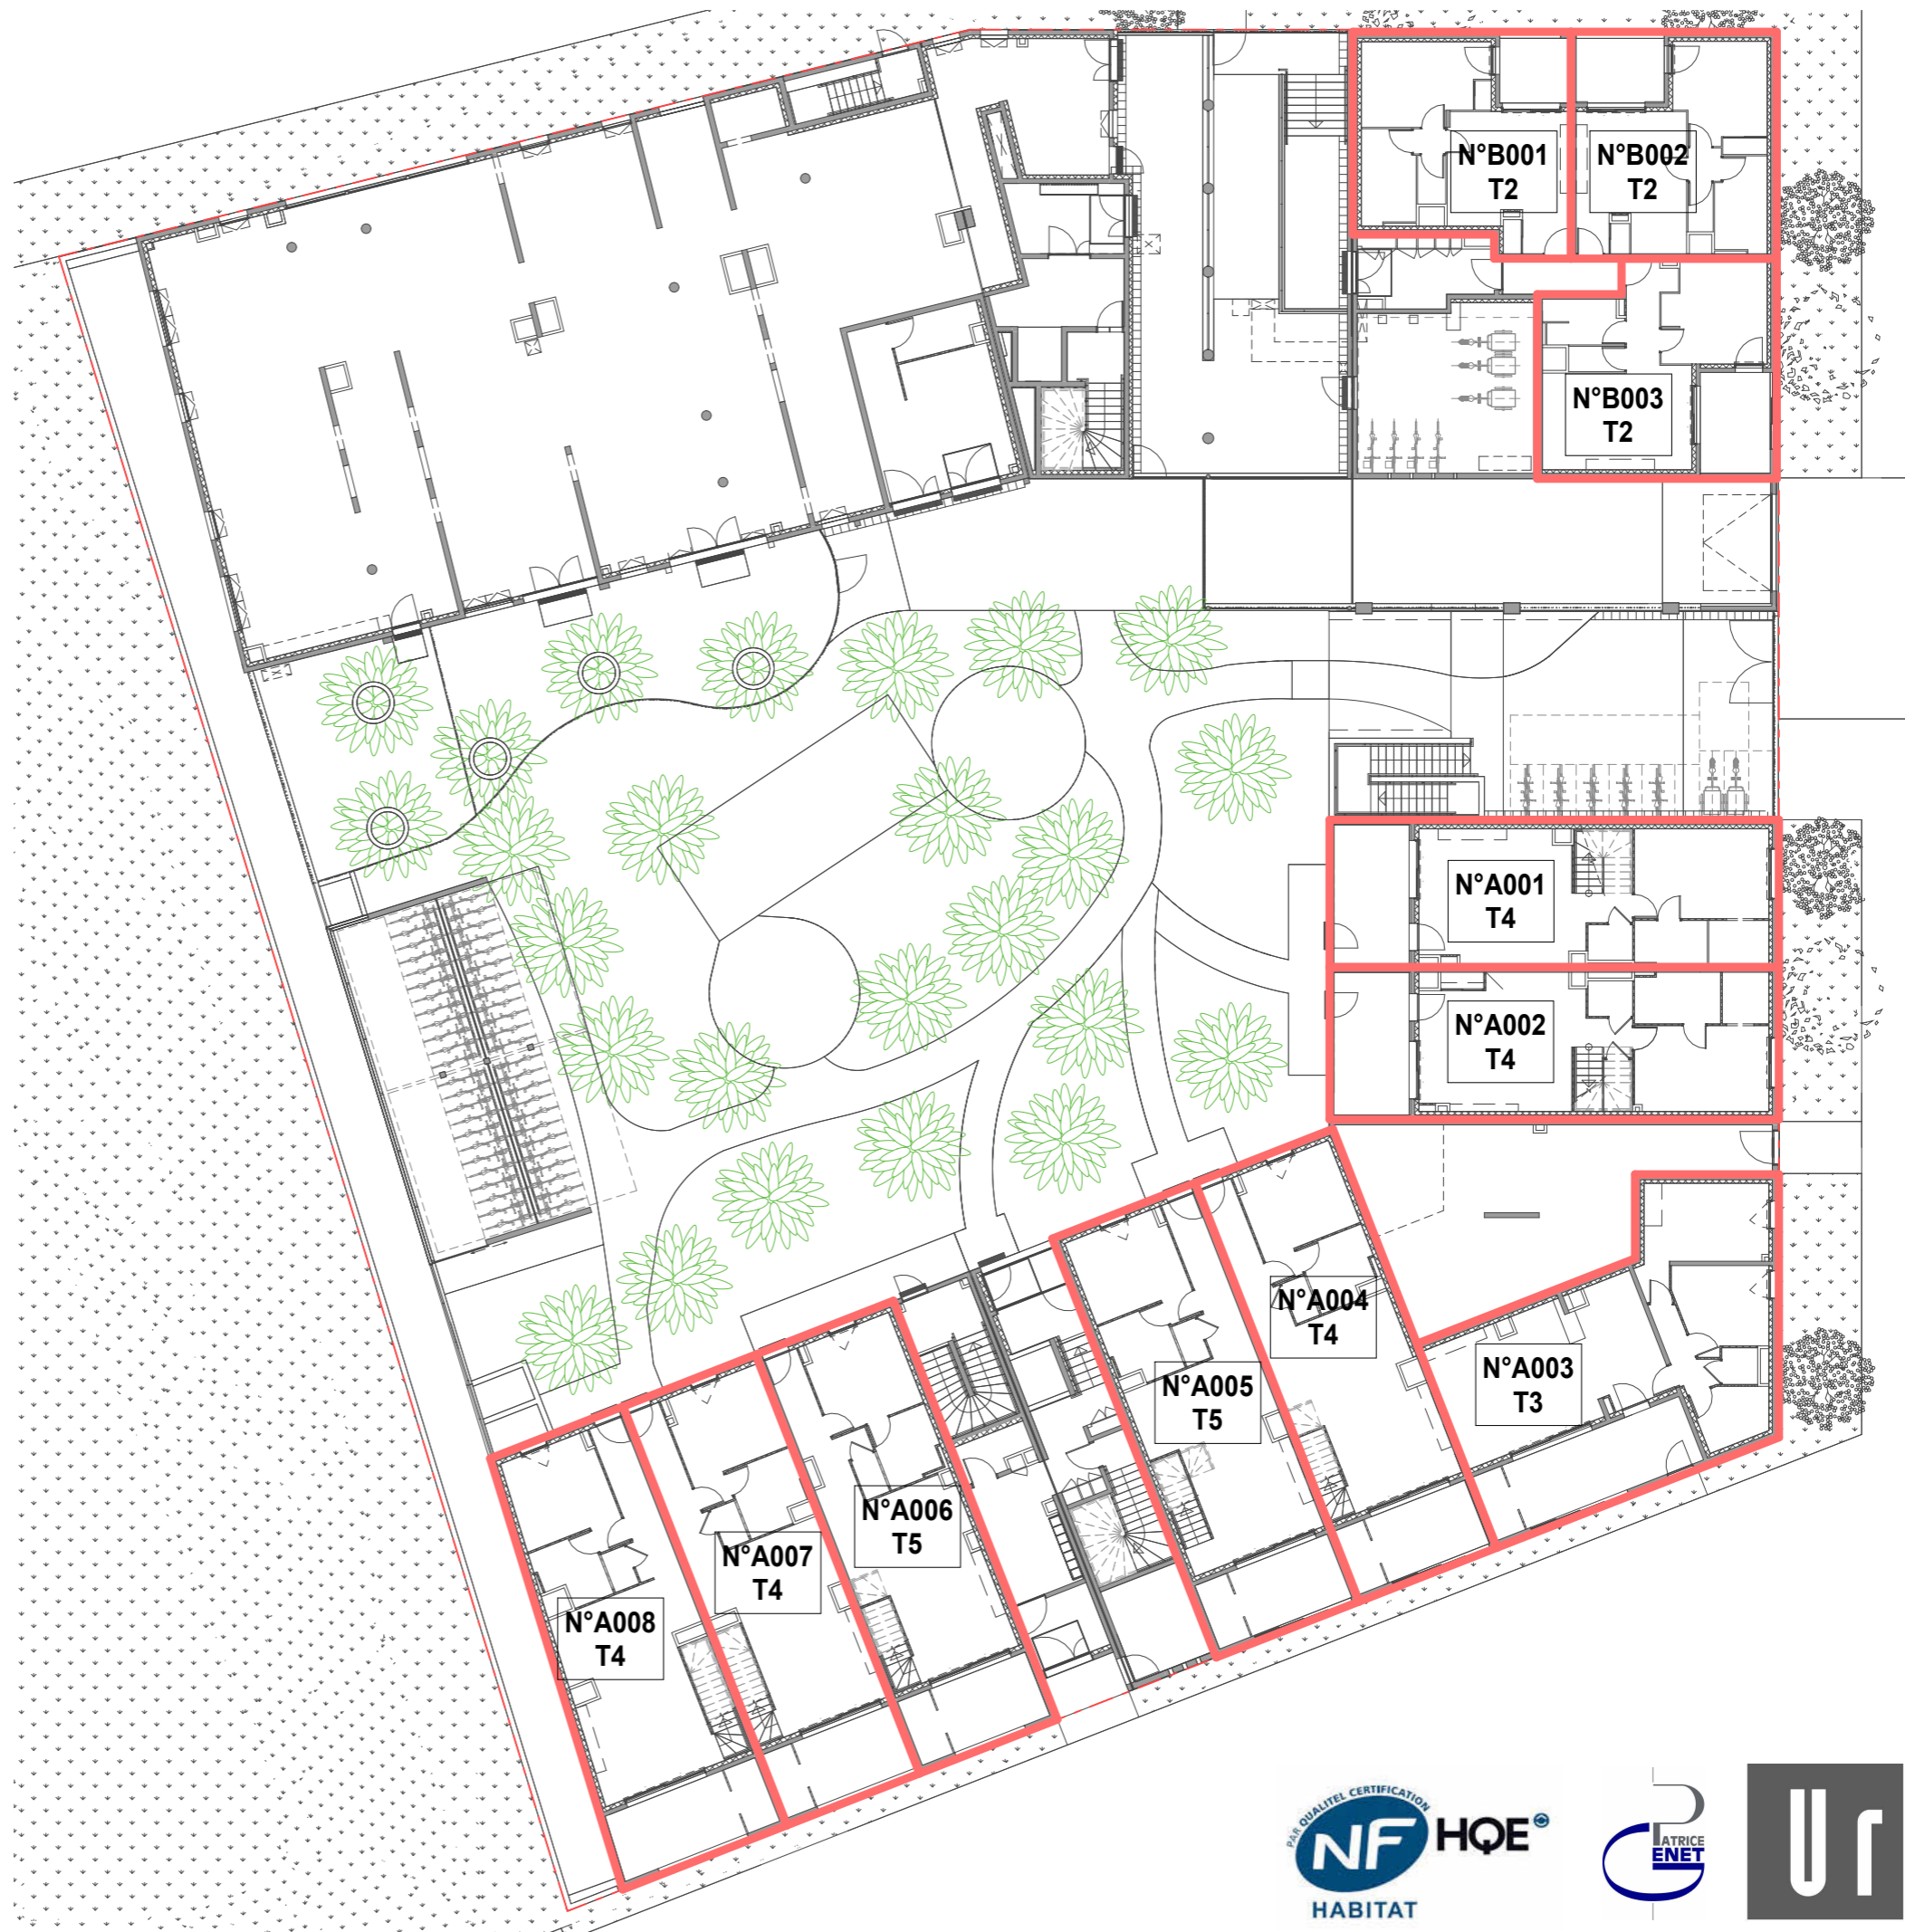 N°B001
T2
N°B002
T2
N°B003
T2
N°A001
T4
N°A002
T4
N°A004
T4
N°A003
T3
N°A005
T5
N°A006
T5
N°A007
T4
N°A008
T4
PAR QUALITEL CERTIFICATION
NF HQE
HABITAT
PATRICE
GENET
Ur